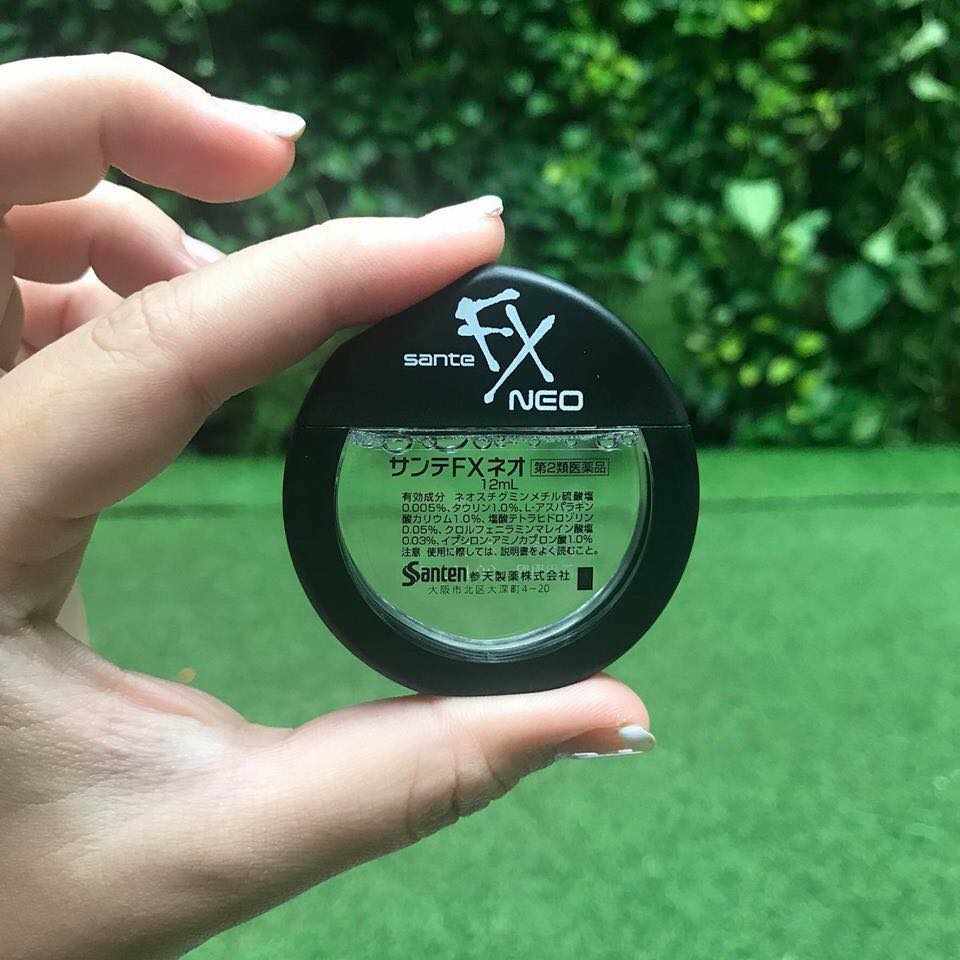 sante FX
NEO
サンテFXネオ 第2類医薬品
12mL
有効成分 ネオスチグミンメチル硫酸塩
0.005%、タウリン1.0%、L-アスパラギン
酸カリウム1.0%、塩酸テトラヒドロゾリン
0.05%、クロルフェニラミンマレイン酸塩
0.03%、イプシロン-アミノカプロン酸1.0%
注意 使用に際しては、説明書をよく読むこと。
Santen 参天製薬株式会社
大阪市北区大深町4-20